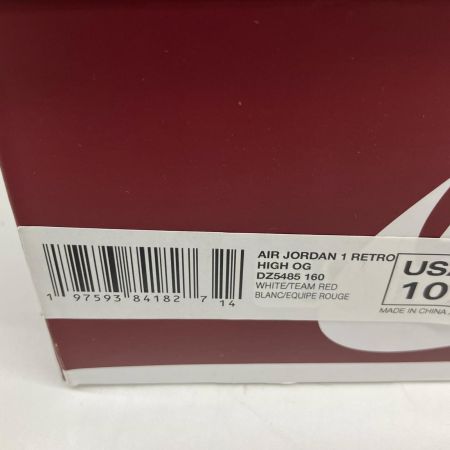 AIR JORDAN 1 RETRO
HIGH OG
DZ5485 160
WHITE/TEAM RED
BLANC/EQUIPE ROUGE
USA
10
MADE IN CHINA
1 97593 84182 7 14